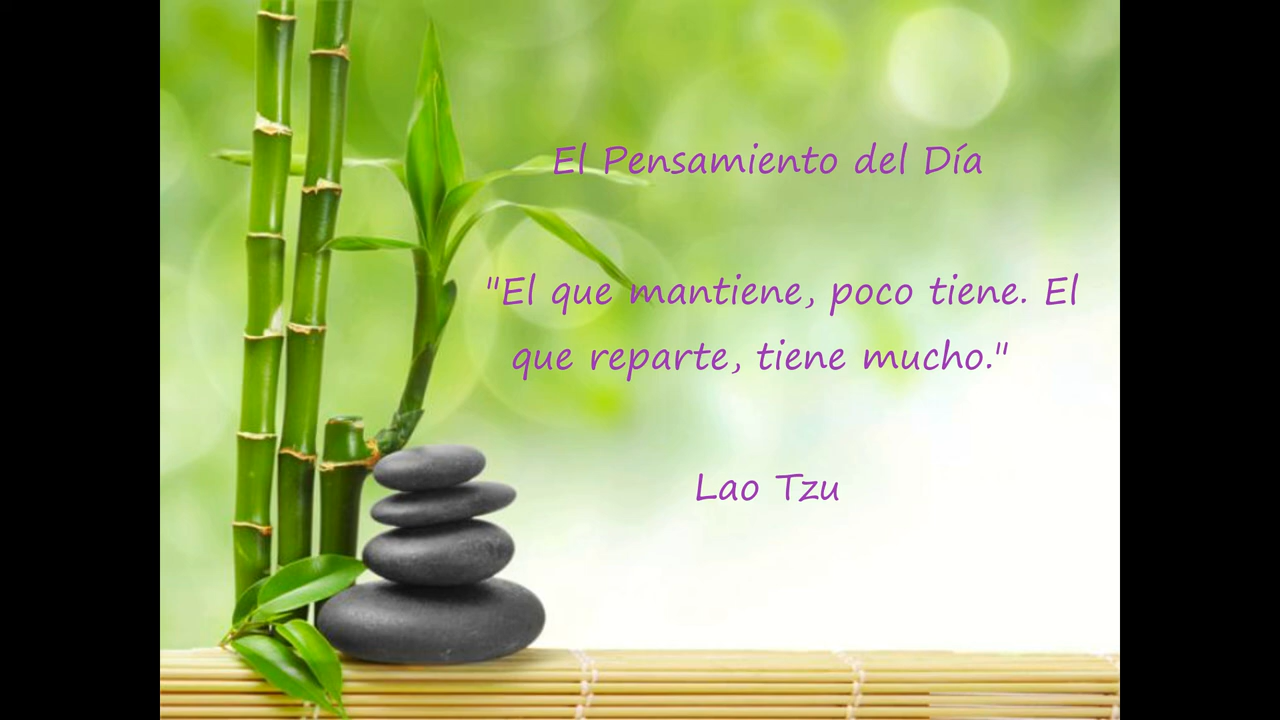 El Pensamiento del Día
"El que mantiene, poco tiene. El
que reparte, tiene mucho."
Lao Tzu